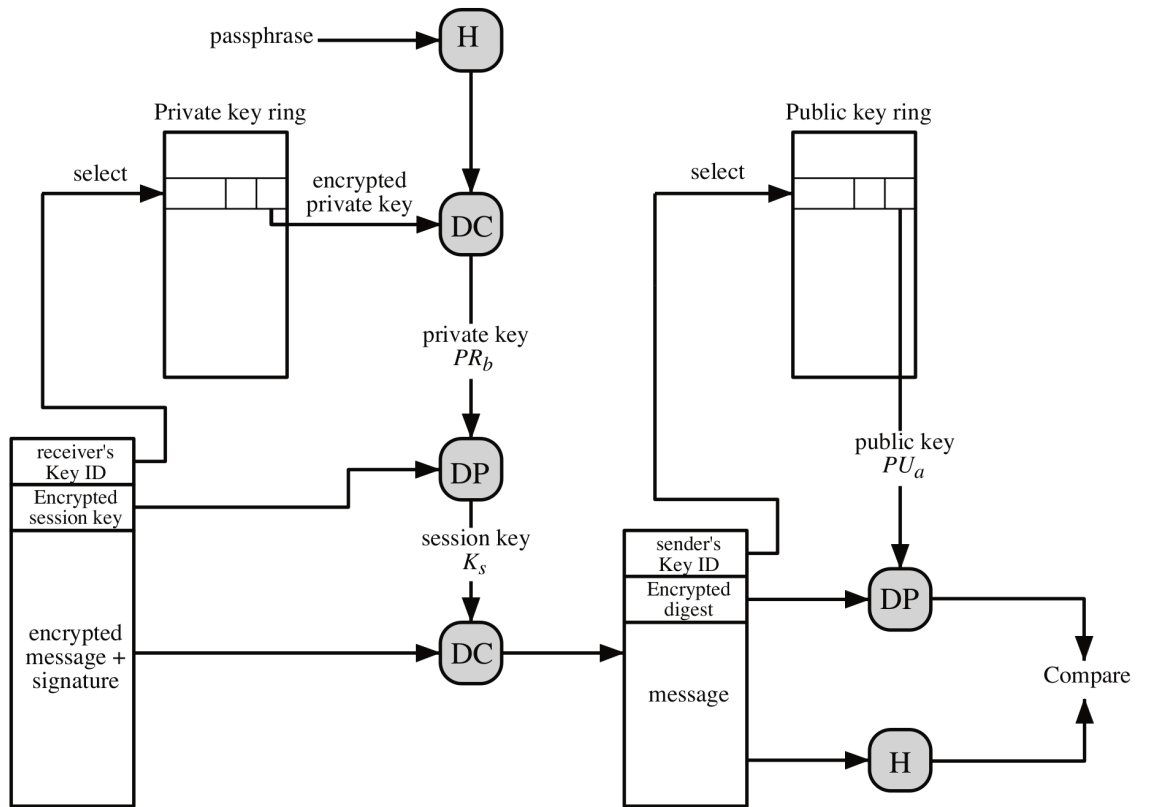 passphrase
H
Private key ring
select
encrypted
private key
DC
private key
PRb
receiver's
Key ID
Encrypted
session key
DP
session key
Ks
encrypted
message +
signature
DC
Public key ring
select
public key
PUa
sender's
Key ID
Encrypted
digest
DP
message
Compare
H